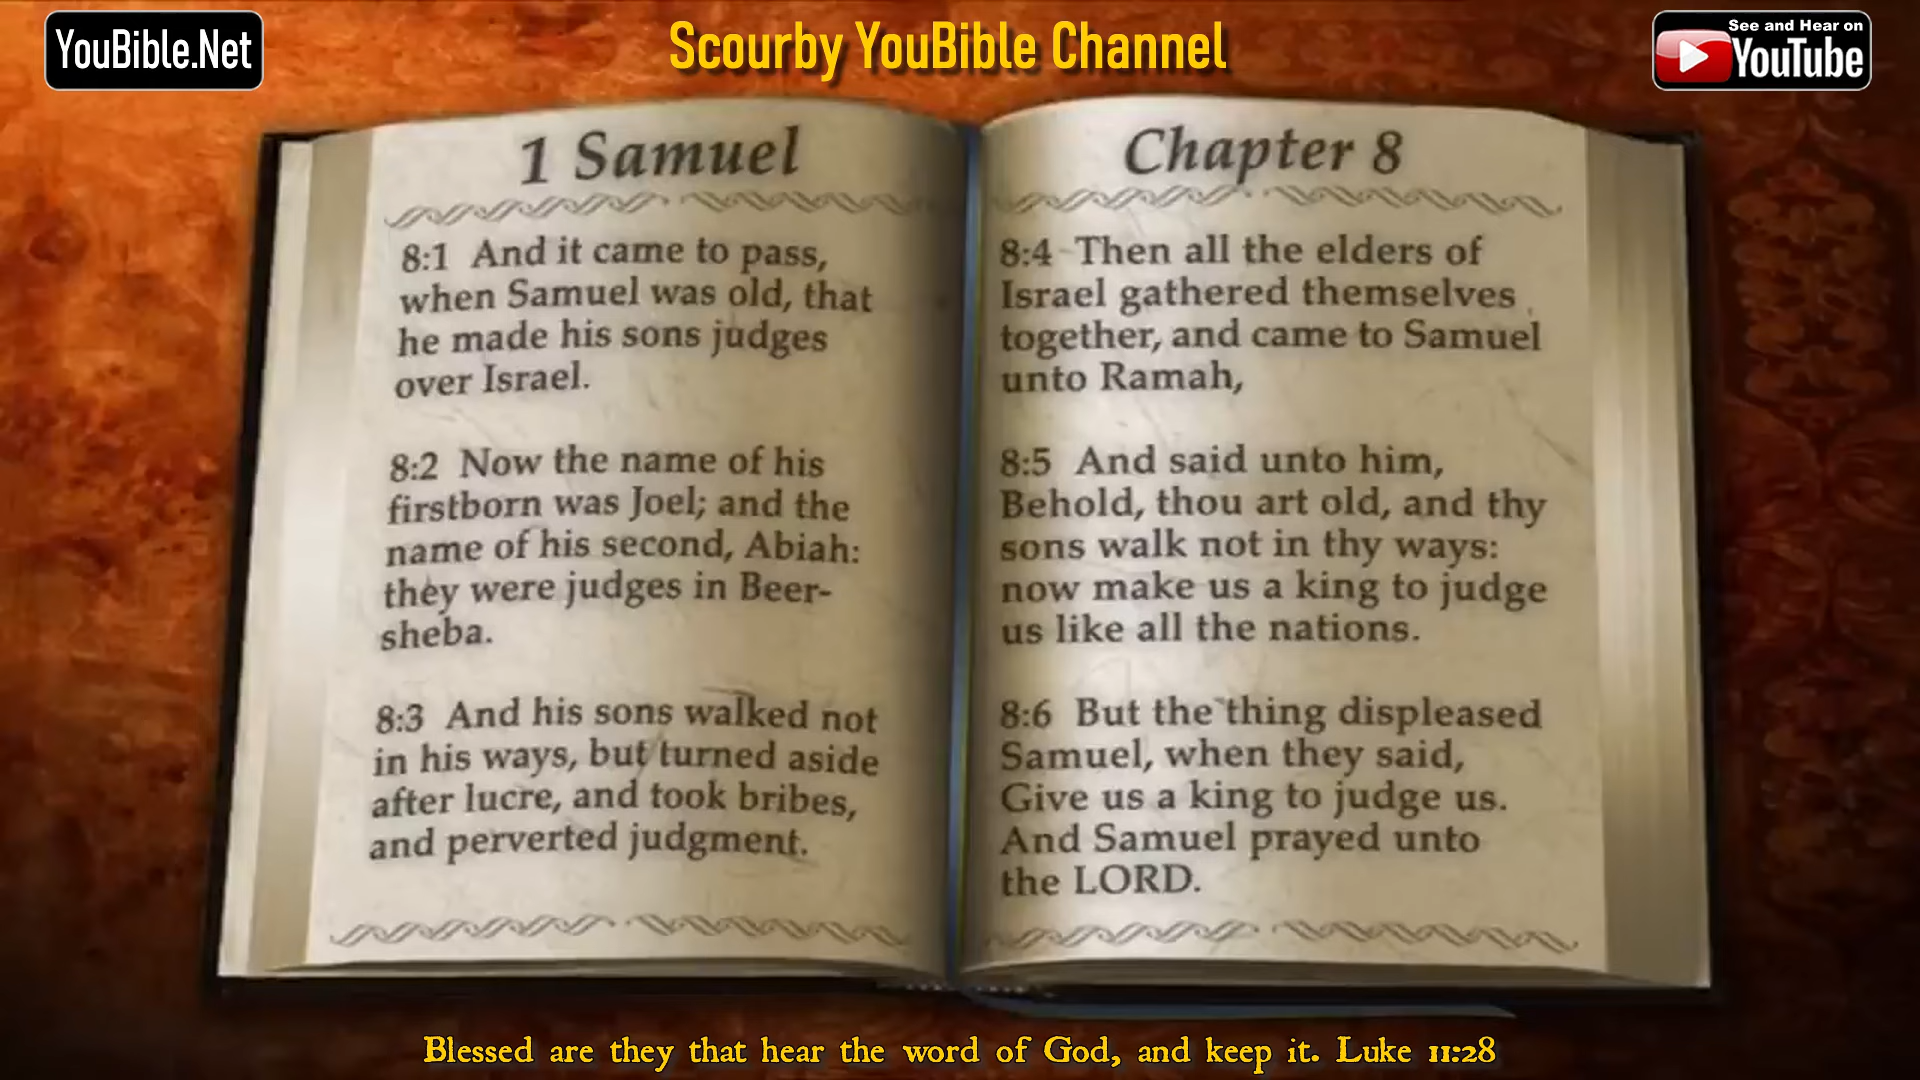 YouBible.Net
Scourby YouBible Channel
See and Hear on
YouTube
1 Samuel
8:1 And it came to pass,
when Samuel was old, that
he made his sons judges
over Israel.
8:2 Now the name of his
firstborn was Joel; and the
name of his second, Abiah:
they were judges in Beer-
sheba.
8:3 And his sons walked not
in his ways, but turned aside
after lucre, and took bribes,
and perverted judgment.
Chapter 8
8:4 Then all the elders of
Israel gathered themselves
together, and came to Samuel
unto Ramah,
8:5 And said unto him,
Behold, thou art old, and thy
sons walk not in thy ways:
now make us a king to judge
us like all the nations.
8:6 But the thing displeased
Samuel, when they said,
Give us a king to judge us.
And Samuel prayed unto
the LORD.
Blessed are they that hear the word of God, and keep it. Luke 11:28